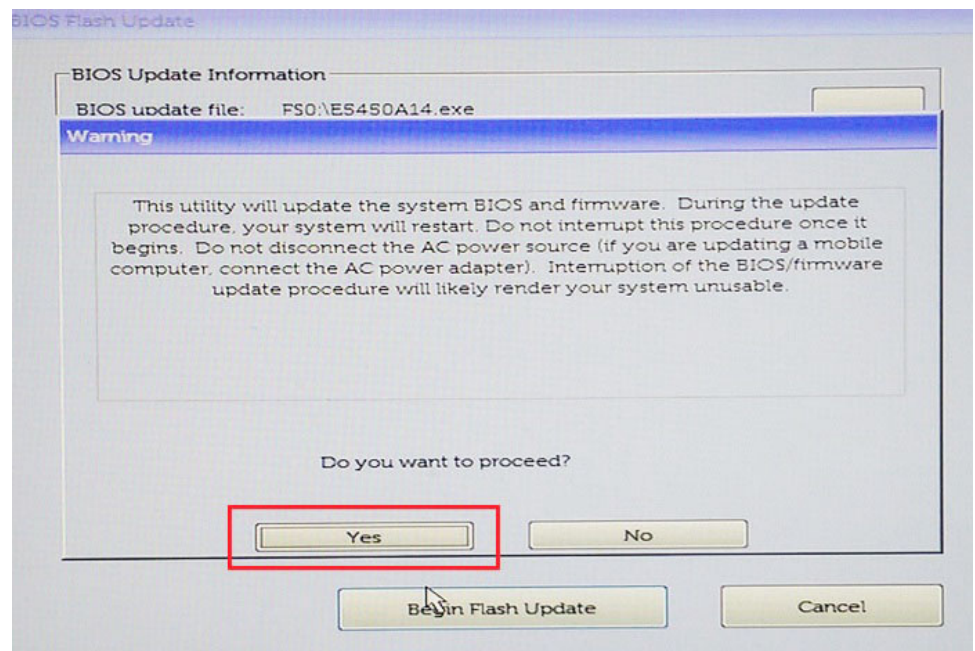 BIOS Flash Update
BIOS Update Information
BIOS update file: FS0:\E5450A14.exe
Warning
This utility will update the system BIOS and firmware. During the update
procedure, your system will restart. Do not interrupt this procedure once it
begins. Do not disconnect the AC power source (if you are updating a mobile
computer, connect the AC power adapter). Interruption of the BIOS/firmware
update procedure will likely render your system unusable.
Do you want to proceed?
Yes
No
Begin Flash Update
Cancel